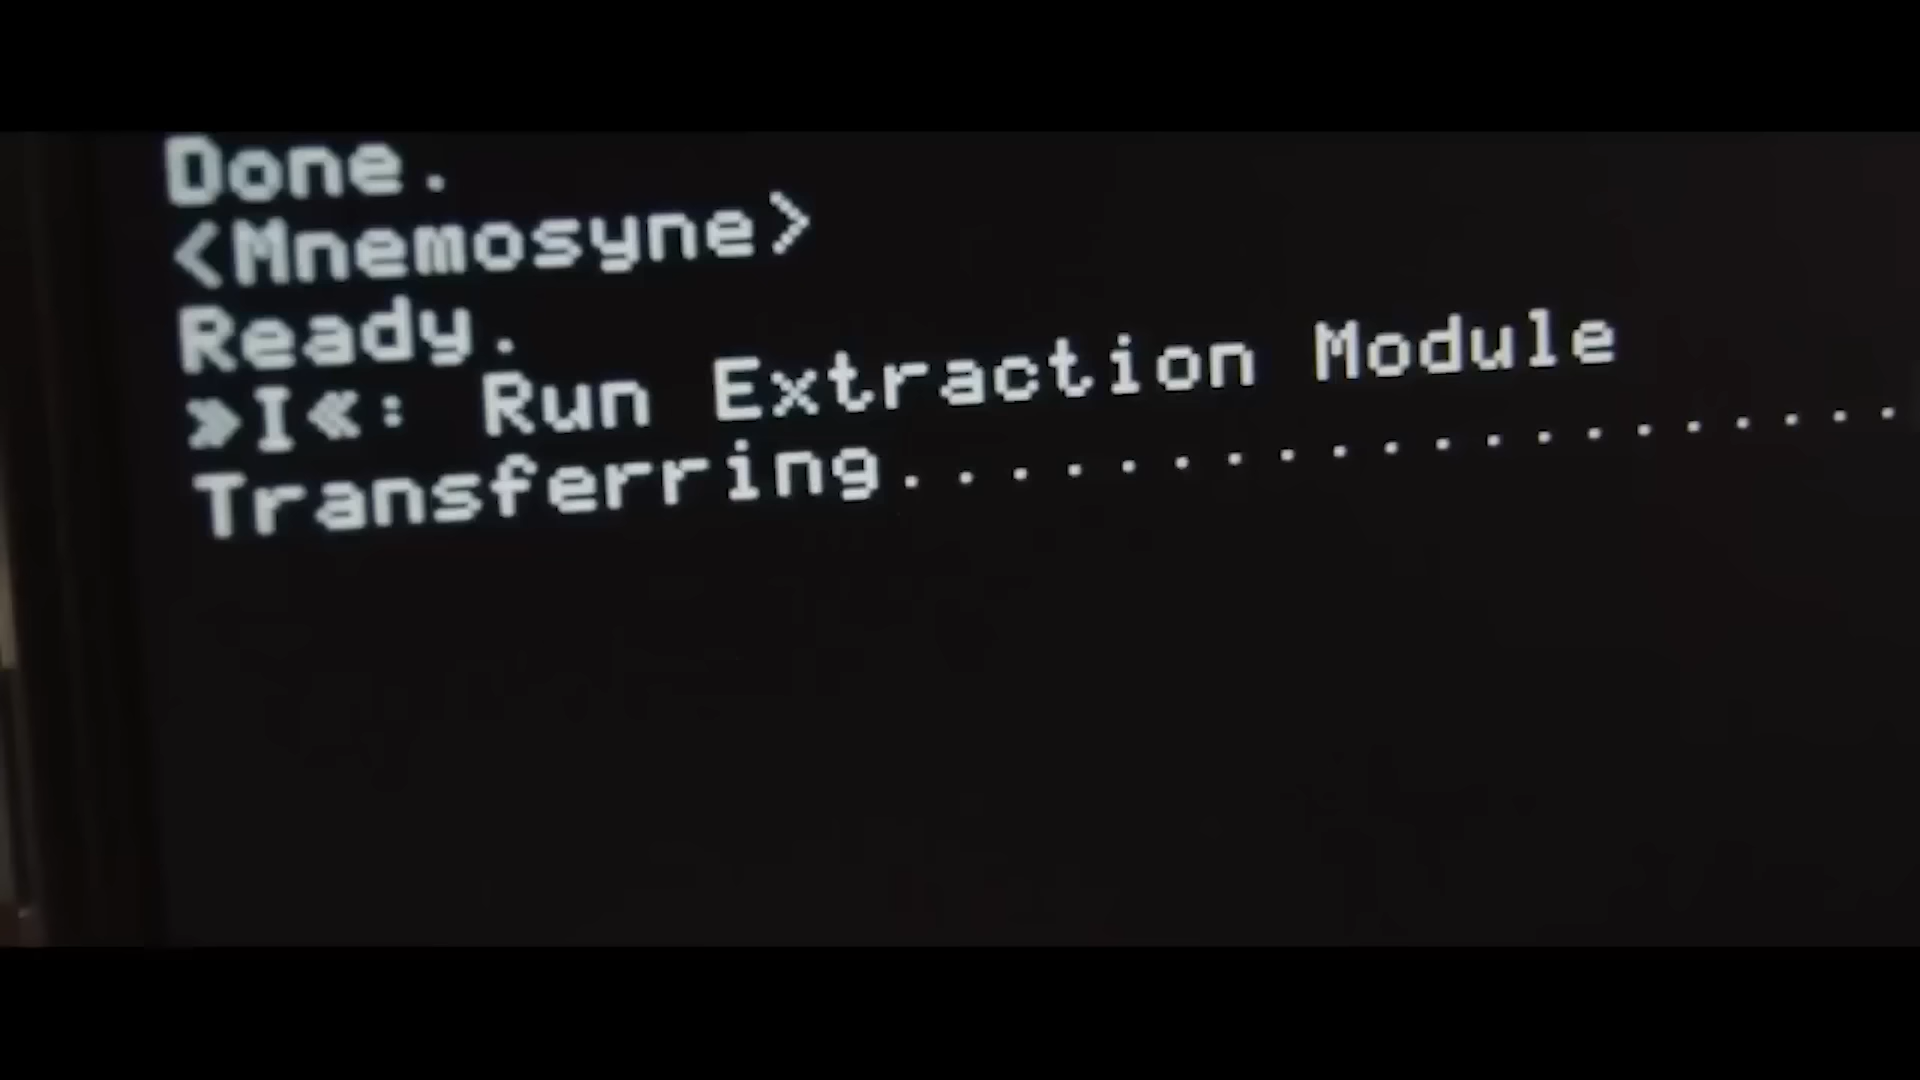 Done.
<Mnemosyne>
Ready.
»I«: Run Extraction Module
Transferring....................